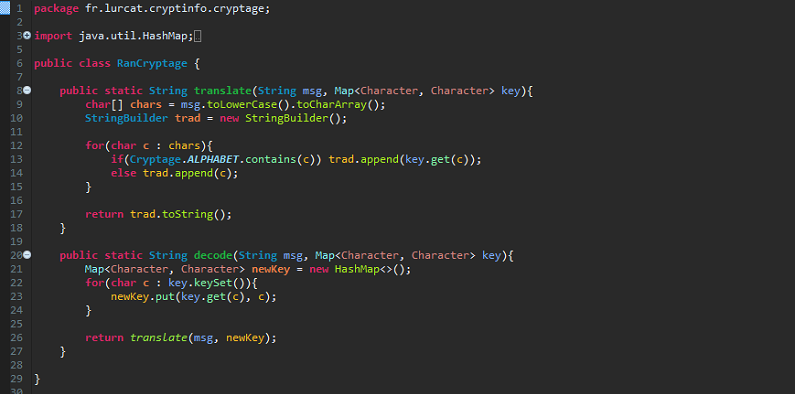 1 package fr.lurcat.cryptinfo.cryptage;
2
3 import java.util.HashMap;
5
6 public class RanCryptage {
7
8 public static String translate(String msg, Map<Character, Character> key){
9 char[] chars = msg.toLowerCase().toCharArray();
10 StringBuilder trad = new StringBuilder();
11
12 for(char c : chars){
13 if(Cryptage.ALPHABET.contains(c)) trad.append(key.get(c));
14 else trad.append(c);
15 }
16
17 return trad.toString();
18 }
19
20 public static String decode(String msg, Map<Character, Character> key){
21 Map<Character, Character> newKey = new HashMap<>();
22 for(char c : key.keySet()){
23 newKey.put(key.get(c), c);
24 }
25
26 return translate(msg, newKey);
27 }
28
29 }
30